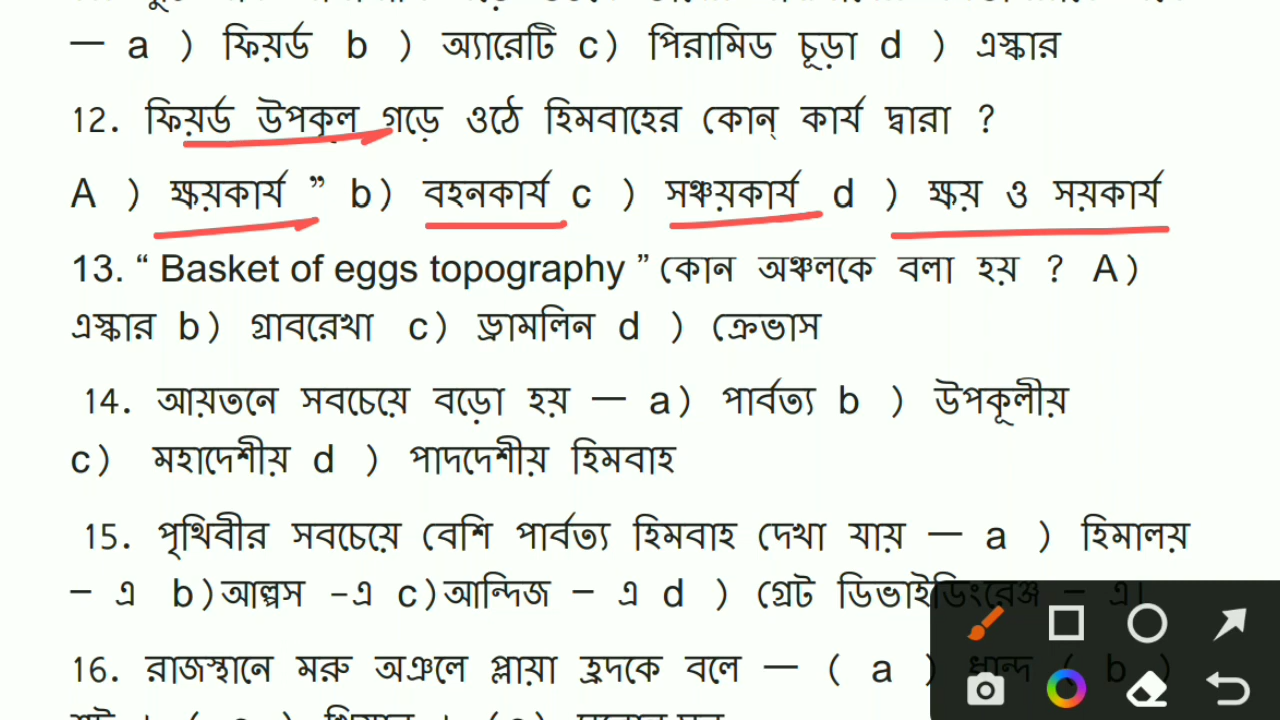 — a ) ফিয়র্ড b ) অ্যারেটি c) পিরামিড চূড়া d ) এস্কার
12. ফিয়র্ড উপকূল গড়ে ওঠে হিমবাহের কোন্ কার্য দ্বারা ?
A ) ক্ষয়কার্য ” b) বহনকার্য c ) সঞ্চয়কার্য d ) ক্ষয় ও সয়কার্য
13. “ Basket of eggs topography ” কোন অঞ্চলকে বলা হয় ? A)
এস্কার b) গ্রাবরেখা c) ড্রামলিন d ) ক্রেভাস
14. আয়তনে সবচেয়ে বড়ো হয় — a) পার্বত্য b ) উপকূলীয়
c) মহাদেশীয় d ) পাদদেশীয় হিমবাহ
15. পৃথিবীর সবচেয়ে বেশি পার্বত্য হিমবাহ দেখা যায় — a ) হিমালয়
– এ b)আল্পস –এ c)আন্দিজ – এ d ) গ্রেট ডিভাইডিংরেঞ্জ – এ।
16. রাজস্থানে মরু অঞলে প্লায়া হ্রদকে বলে — ( a ) ধান্দ ( b )